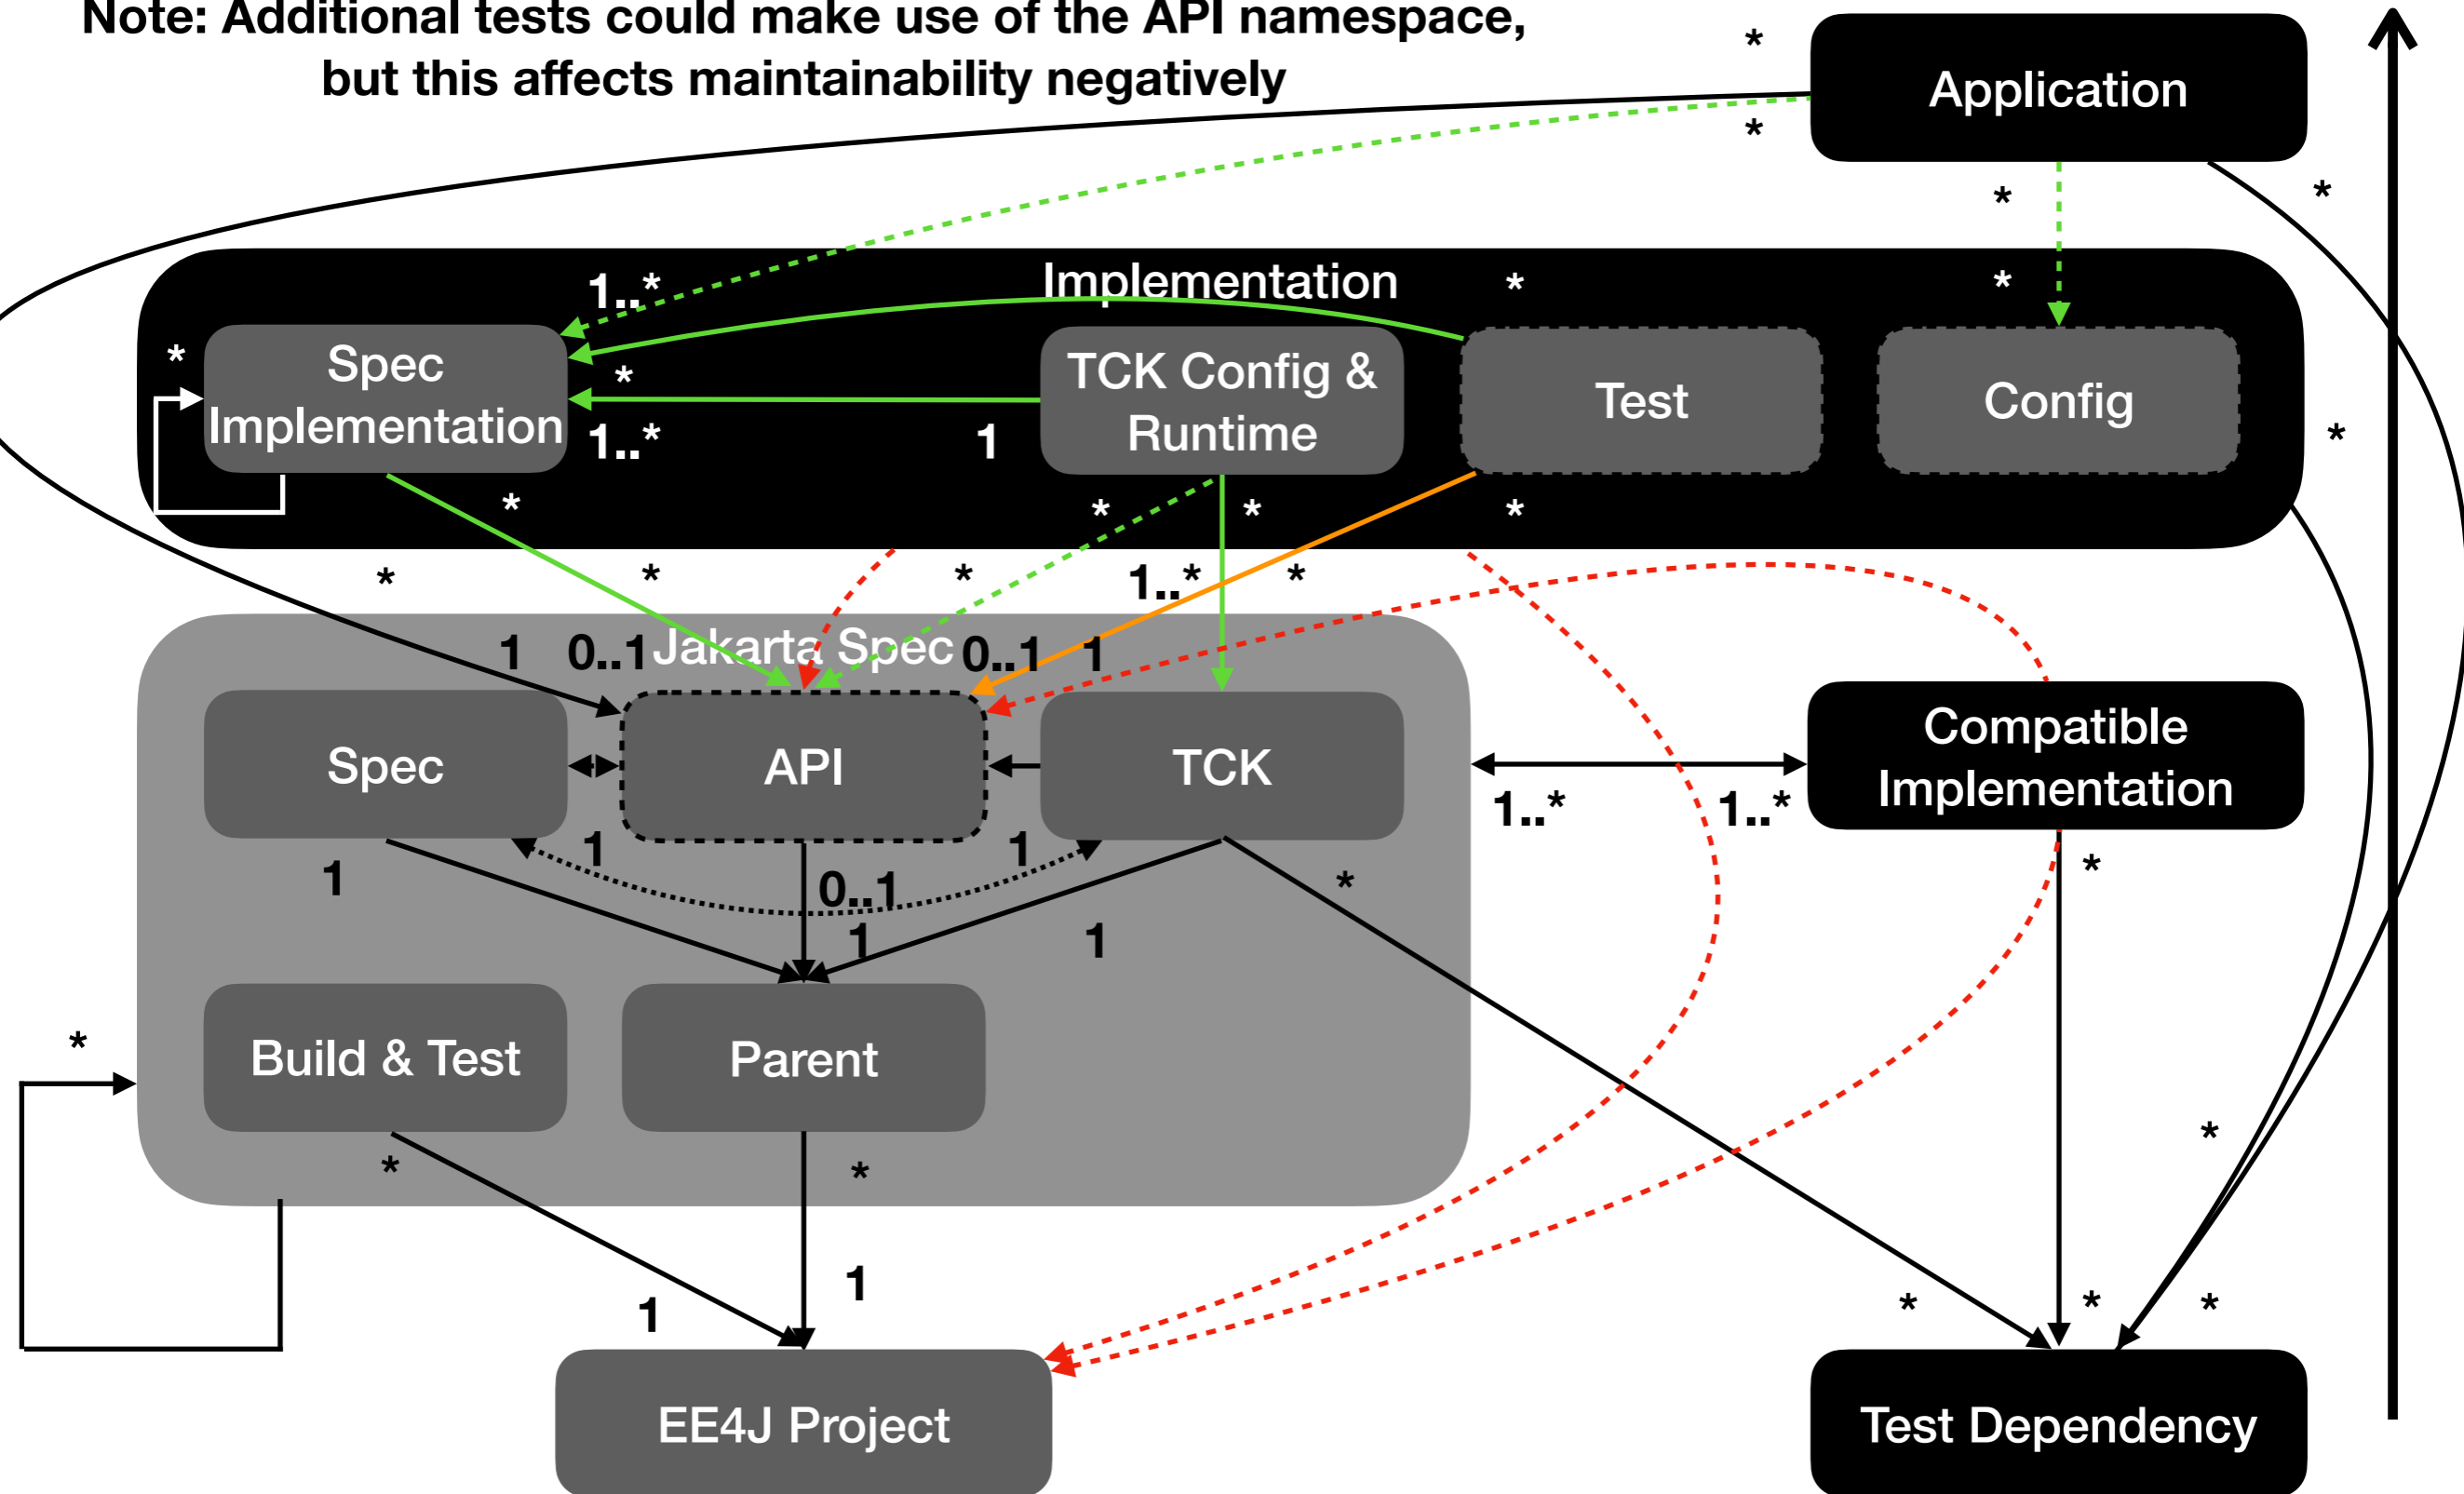 Note: Additional tests could make use of the API namespace,
but this affects maintainability negatively
*
*
Application
*
*
1..*
Implementation
*
*
*
Spec
Implementation
*
1..*
TCK Config &
Runtime
1
Test
Config
*
*
*
*
*
*
*
*
1..*
*
1
0..1
Jakarta Spec
0..1
1
Spec
API
TCK
Compatible
Implementation
1..*
1..*
1
1
1
0..1
*
*
1
1
*
Build & Test
Parent
*
*
*
1
1
*
*
*
EE4J Project
Test Dependency